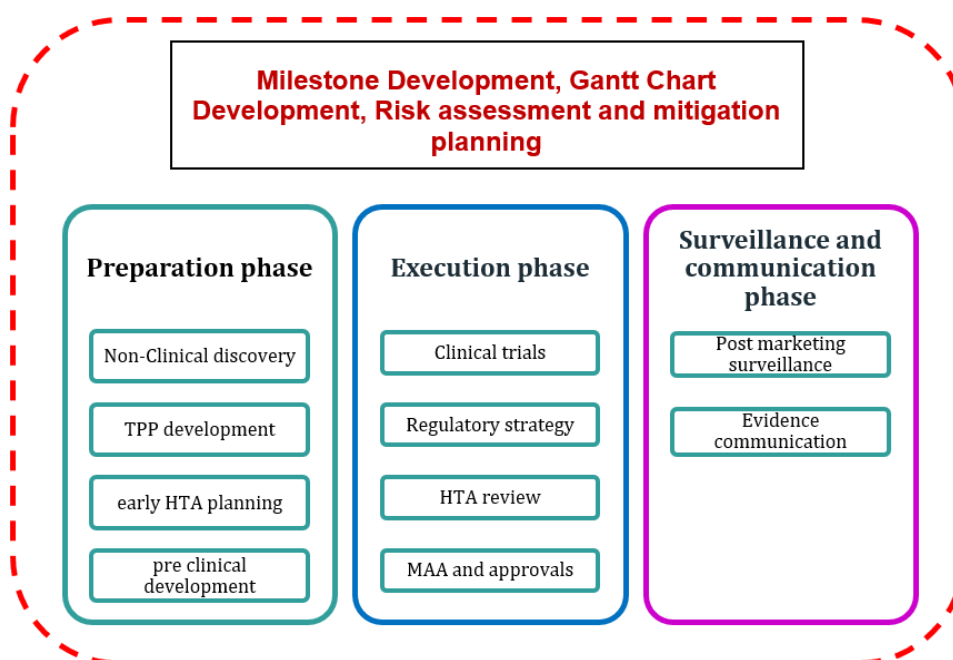 Milestone Development, Gantt Chart
Development, Risk assessment and mitigation
planning
Preparation phase
Non-Clinical discovery
TPP development
early HTA planning
pre clinical
development
Execution phase
Clinical trials
Regulatory strategy
HTA review
MAA and approvals
Surveillance and
communication
phase
Post marketing
surveillance
Evidence
communication